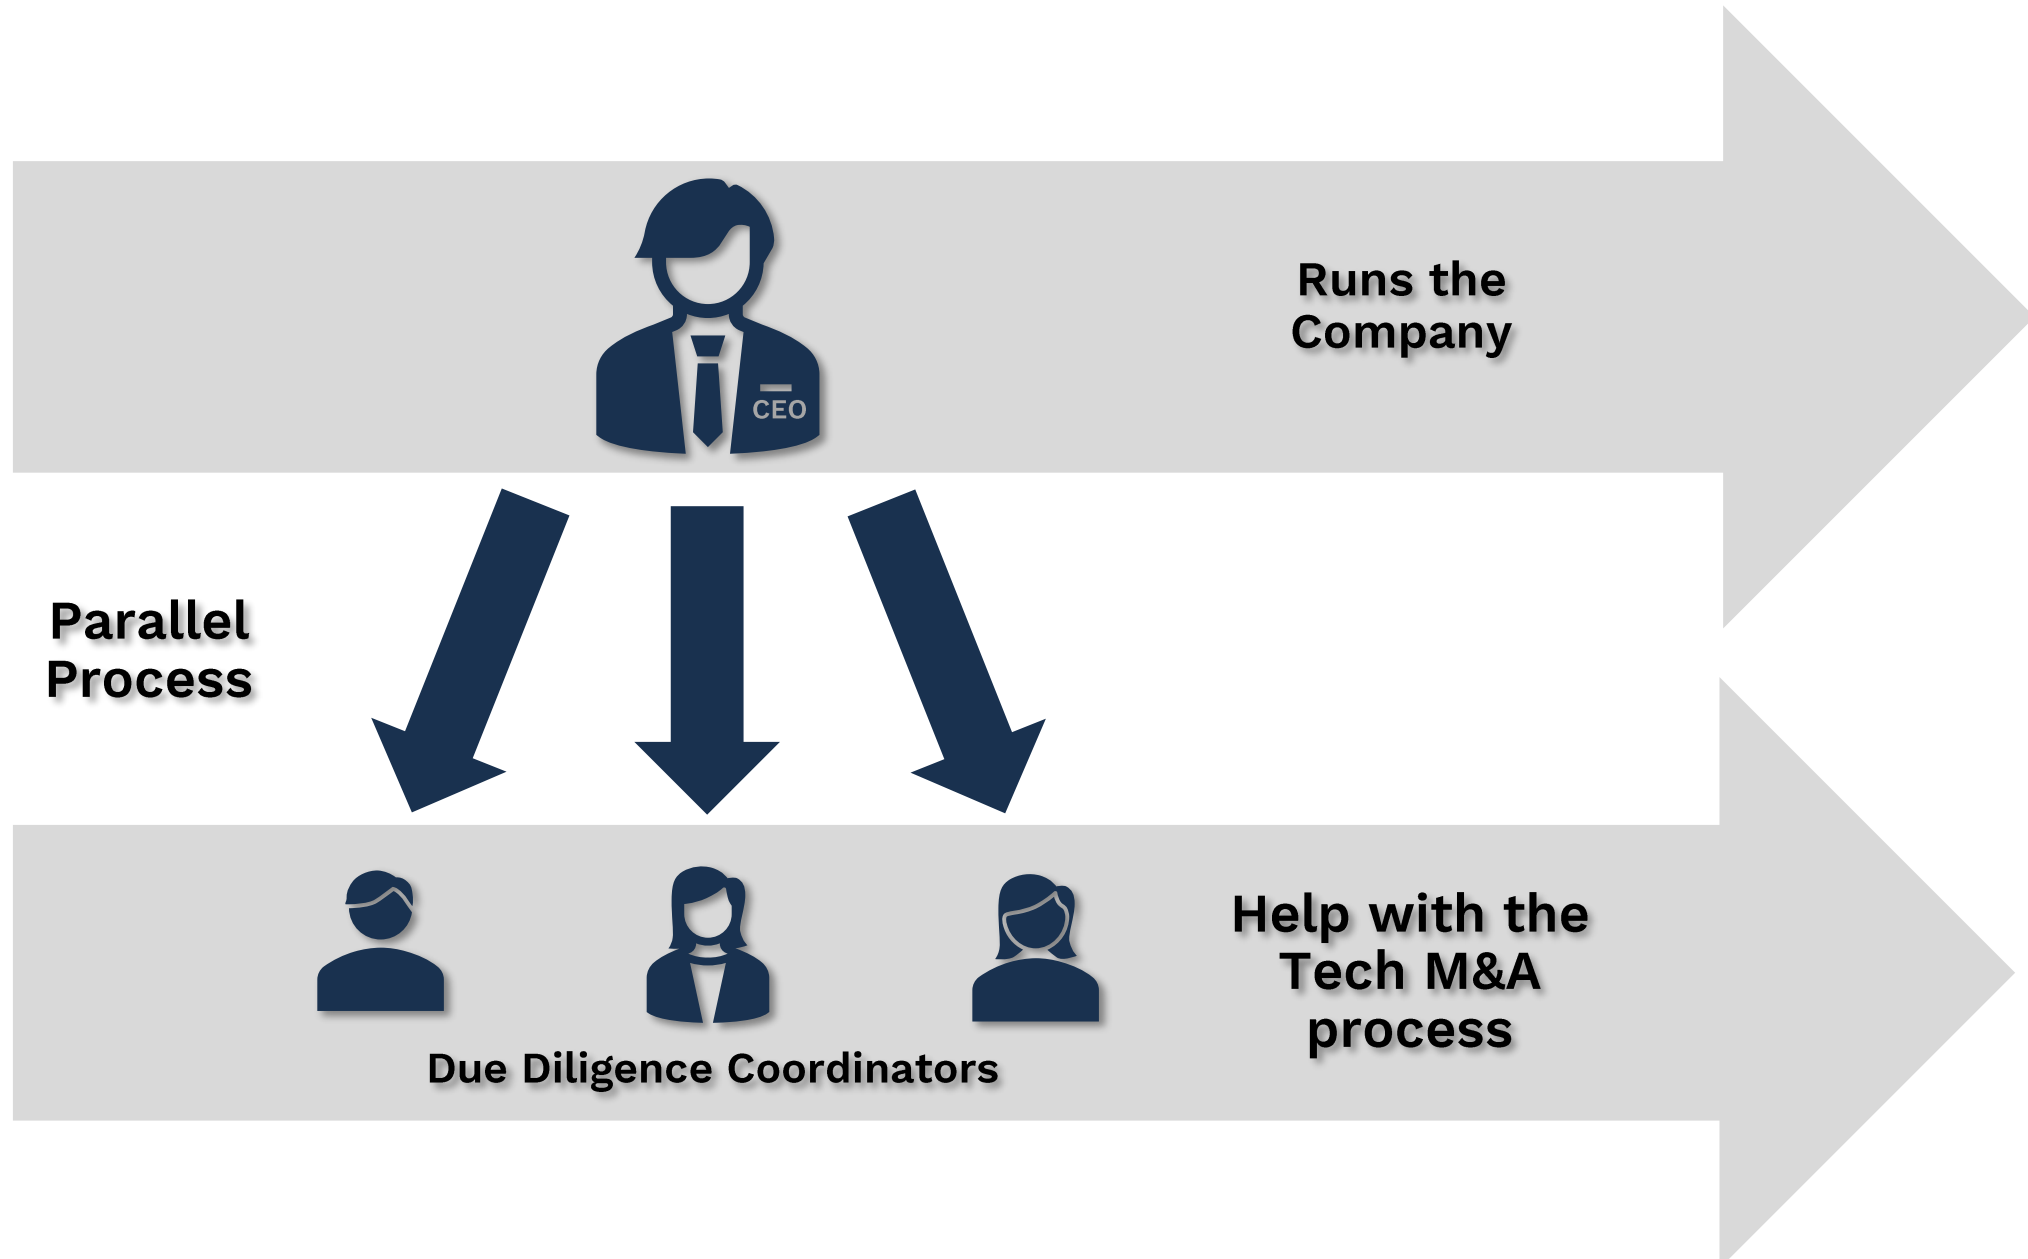 CEO
Runs the
Company
Parallel
Process
Due Diligence Coordinators
Help with the
Tech M&A
process